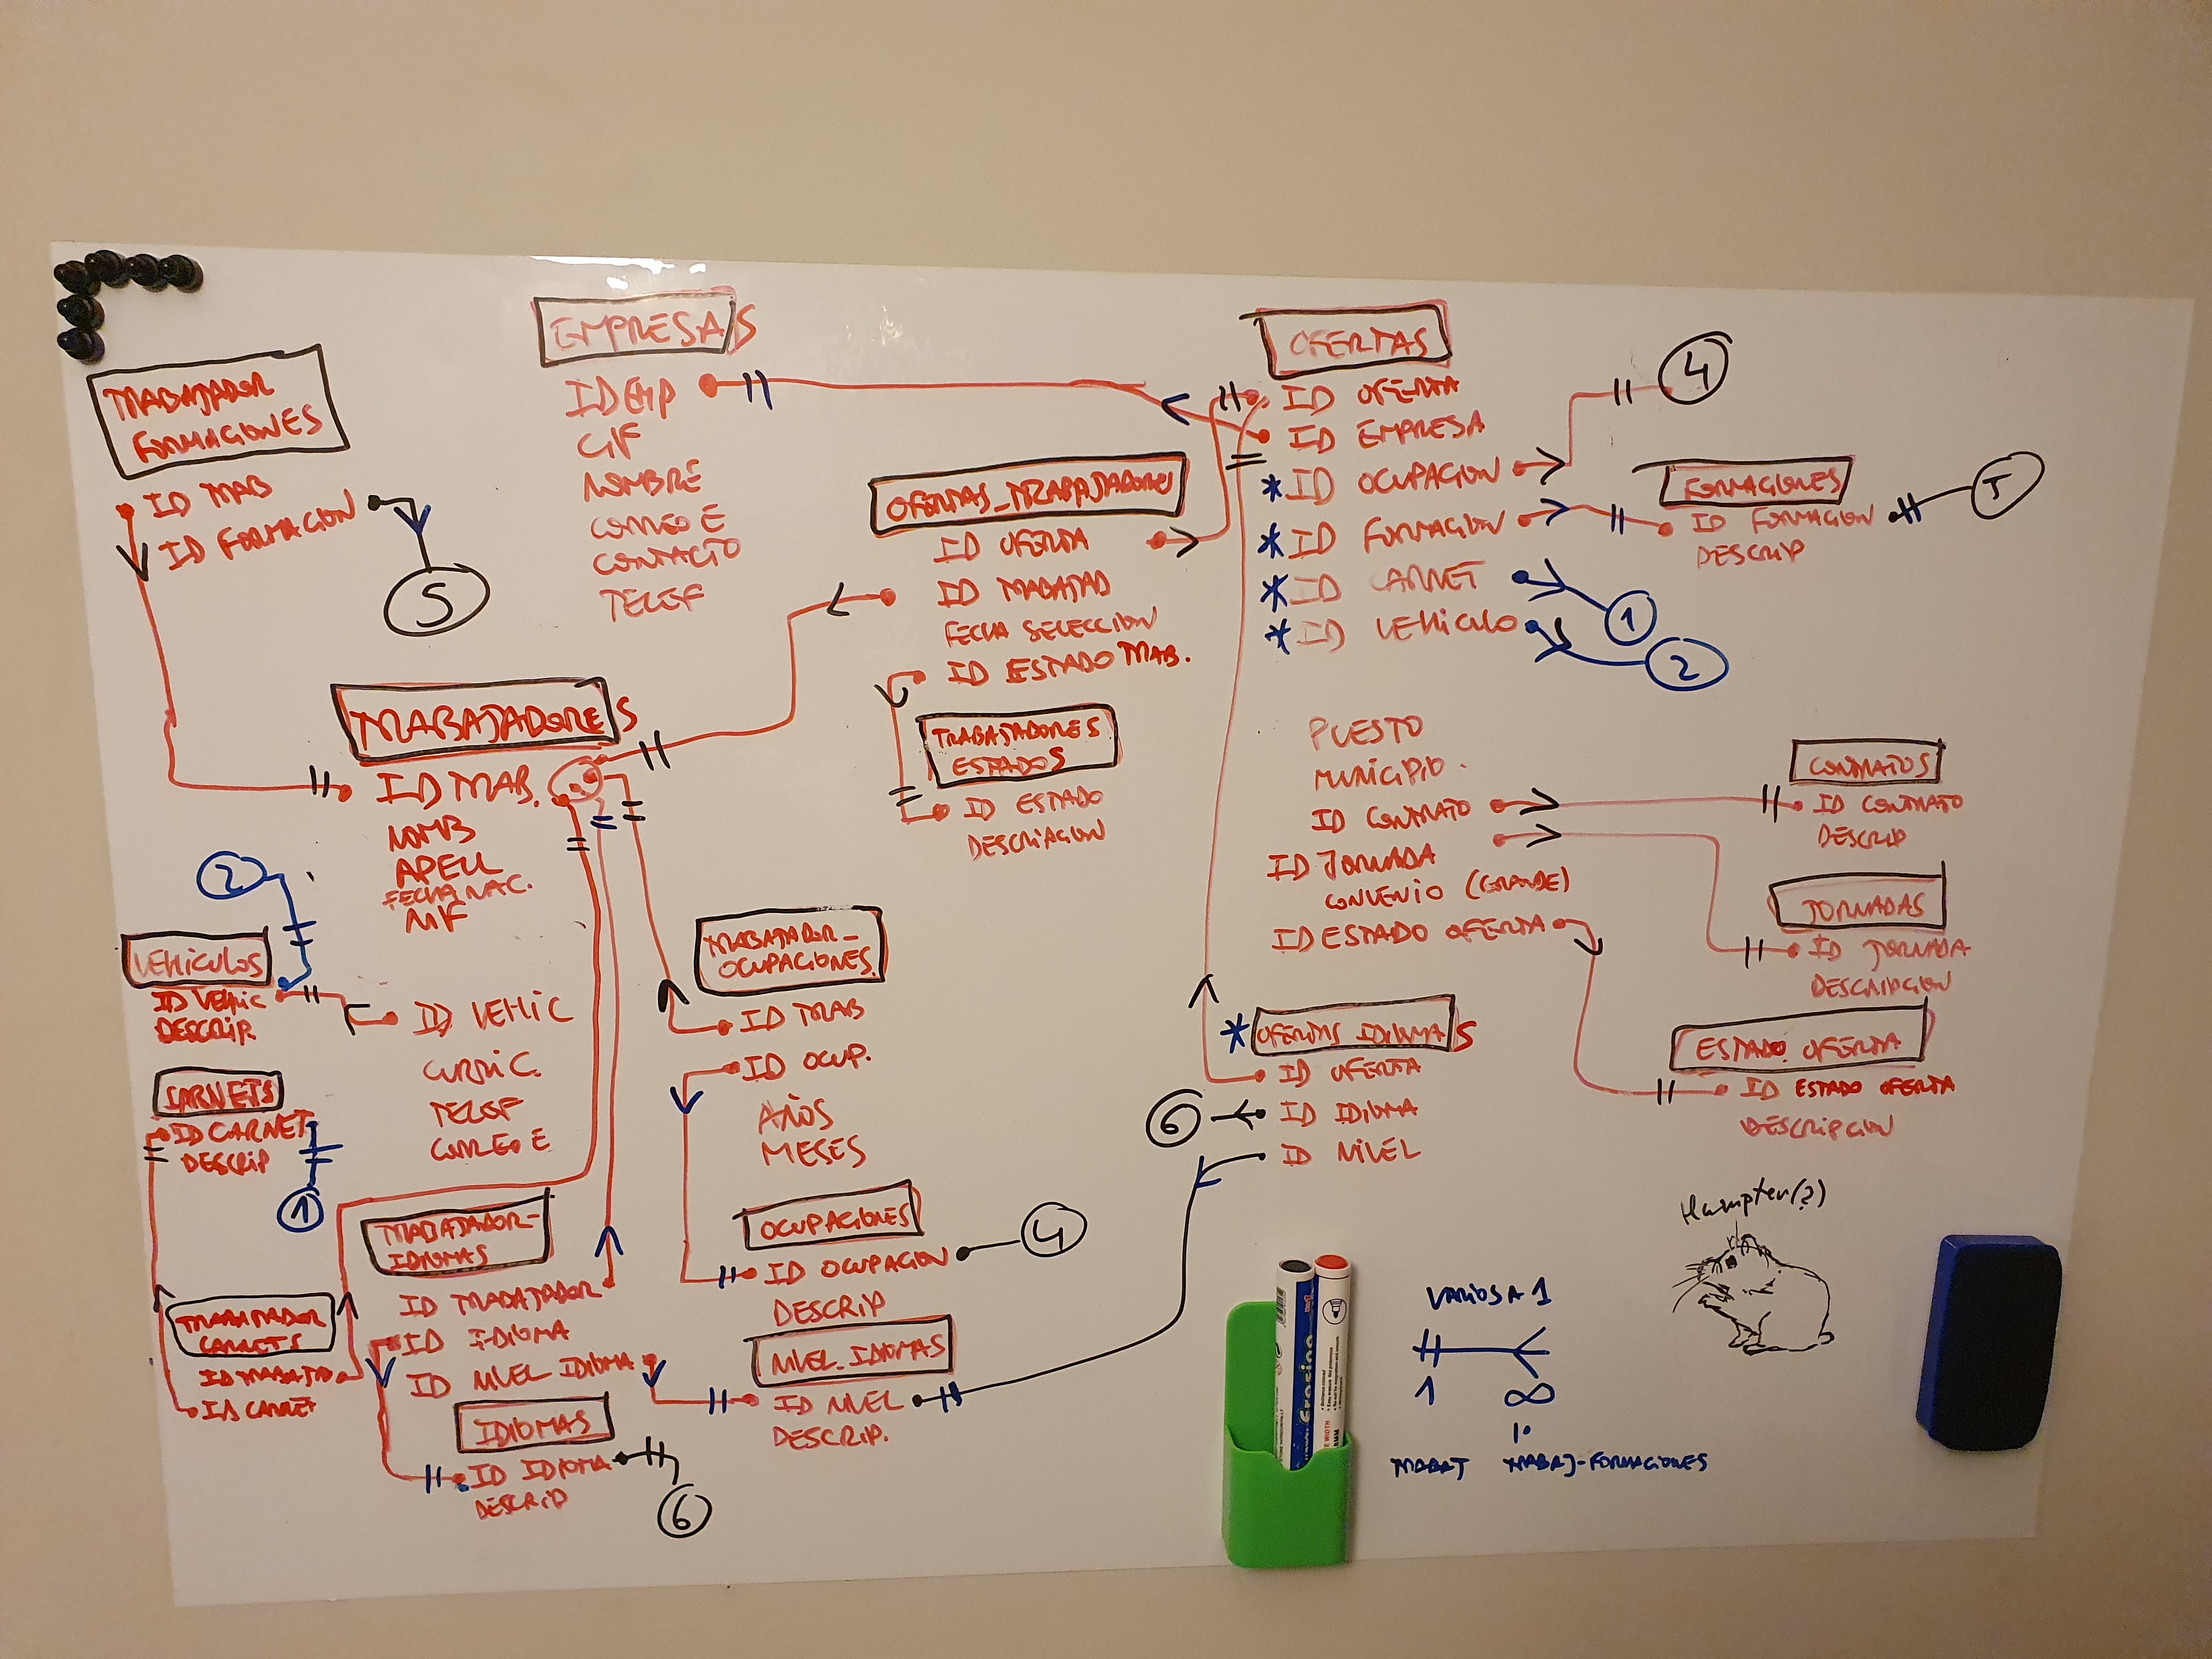 TRABAJADOR
FORMACIONES
ID TRAB
ID FORMACION
5
EMPRESAS
ID EMP
CIF
NOMBRE
CORREO E
CONTACTO
TELEF
OFERTAS
ID OFERTA
ID EMPRESA
* ID OCUPACION
* ID FORMACION
* ID CARNET
* ID VEHICULO
4
1
2
PUESTO
MUNICIPIO
ID CONTRATO
ID JORNADA
CONVENIO (GRANDE)
ID ESTADO OFERTA
FORMACIONES
ID FORMACION
DESCRIP
5
OFERTAS_TRABAJADORES
ID OFERTA
ID TRABAJAD
FECHA SELECCION
ID ESTADO TRAB.
TRABAJADORES
ESTADOS
ID ESTADO
TRABAJADORES
ID TRAB.
NOMB
APELL
FECHA NAC.
NIF
ID VEHIC
CURRIC.
TELEF
CORREO E
2
VEHICULOS
ID VEHIC
DESCRIP.
CARNETS
ID CARNET
DESCRIP
1
TRABAJADOR_
OCUPACIONES
ID TRAB
ID OCUP.
AÑOS
MESES
CONTRATOS
ID CONTRATO
DESCRIP
JORNADAS
ID JORNADA
DESCRIPCION
ESTADO_OFERTA
ID ESTADO OFERTA
DESCRIPCION
* OFERTAS IDIOMAS
ID OFERTA
ID IDIOMA
ID NIVEL
6
TRABAJADOR-
IDIOMAS
ID TRABAJADOR
ID IDIOMA
ID NIVEL IDIOMA
TRABAJADOR
CARNETS
ID TRABAJAD
ID CARNET
OCUPACIONES
ID OCUPACION
DESCRIP
4
NIVEL_IDIOMAS
ID NIVEL
DESCRIP.
IDIOMAS
ID IDIOMA
DESCRIP
6
Hampter(?)
VARIOS A 1
1 ∞
TRABAJ TRABAJ-FORMACIONES